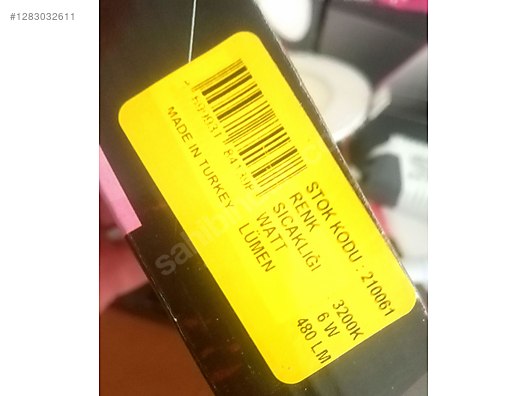 #1283032611
MADE IN TURKEY
STOK KODU : 210061
RENK
SICAKLIĞI : 3200K
WATT 6 W
LÜMEN 480 LM